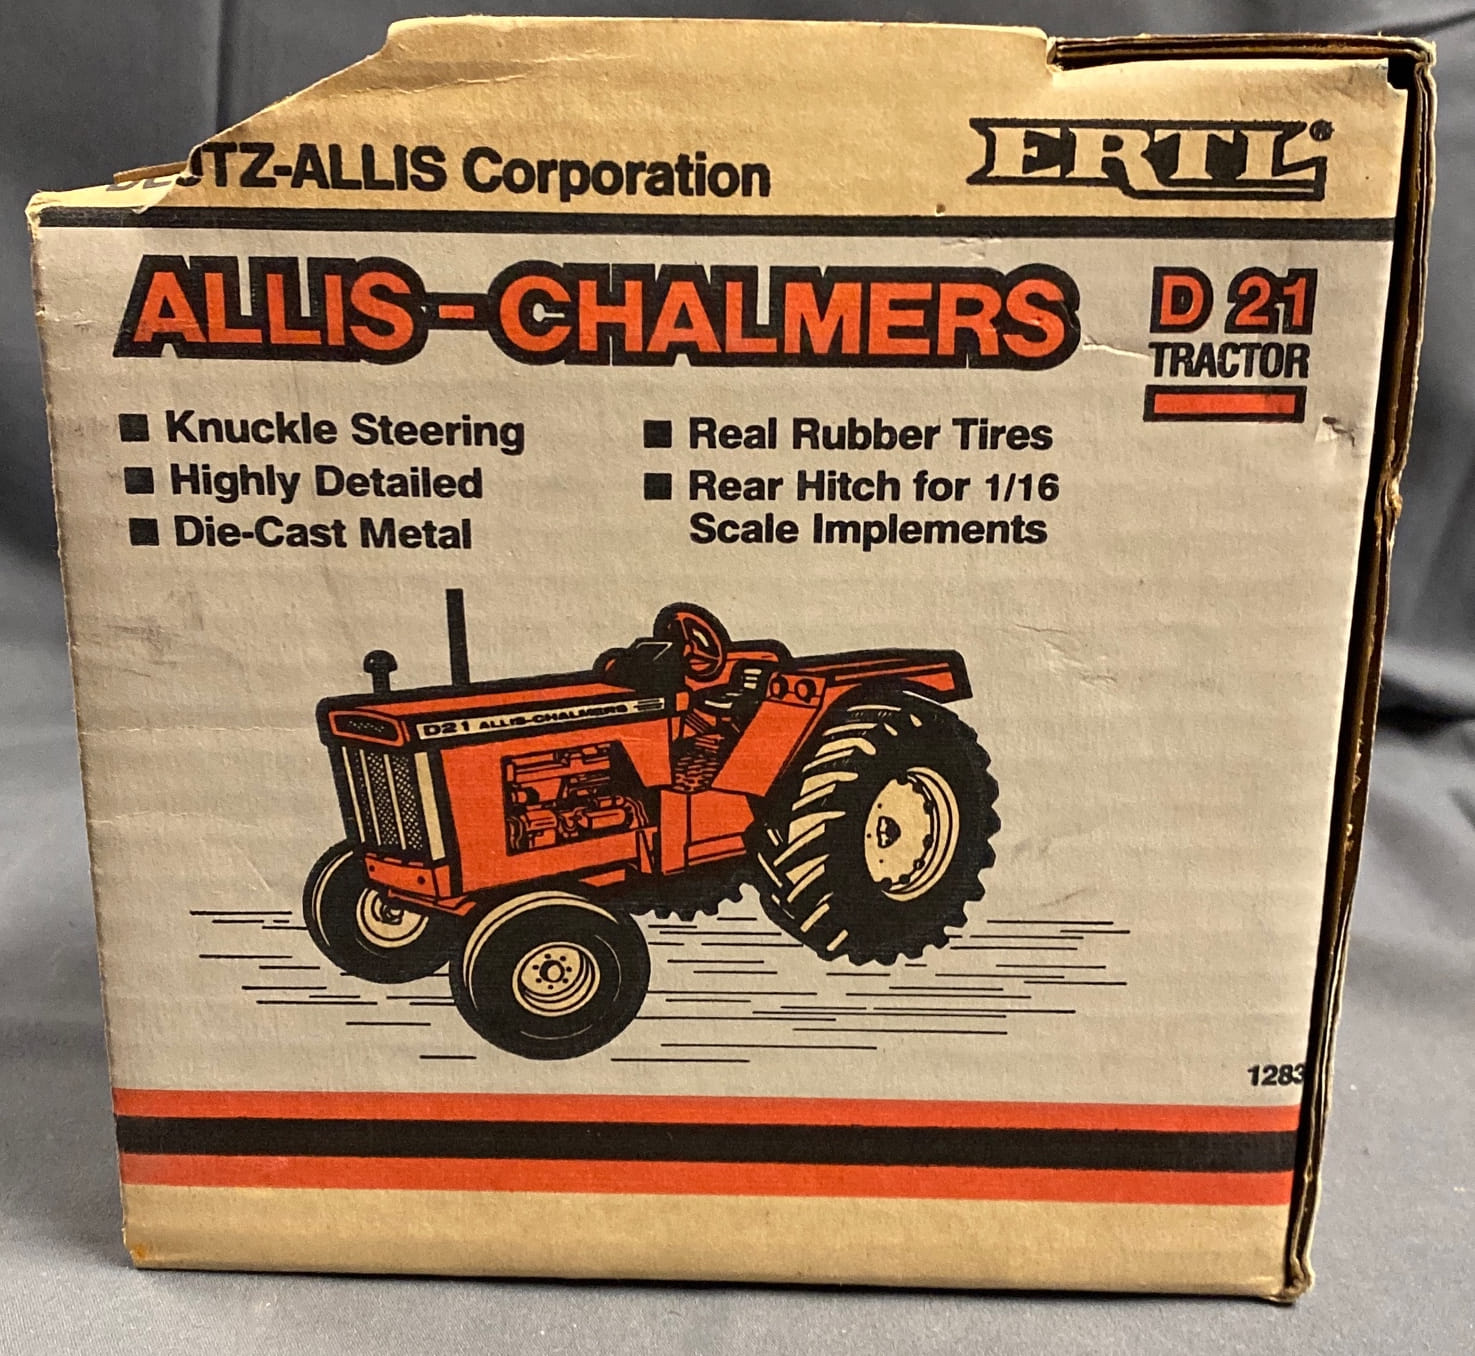 DEUTZ-ALLIS Corporation
ERTL®
ALLIS-CHALMERS
D 21
TRACTOR
■ Knuckle Steering
■ Highly Detailed
■ Die-Cast Metal
■ Real Rubber Tires
■ Rear Hitch for 1/16
Scale Implements
D21 ALLIS-CHALMERS
1283